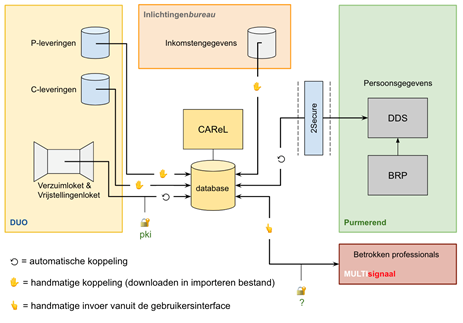 Inlichtingenbureau
P-leveringen
Inkomstengegevens
C-leveringen
Persoonsgegevens
2Secure
CAReL
DDS
BRP
database
Verzuimloket &
Vrijstellingenloket
DUO
pki
Purmerend
Betrokken professionals
MULTIsignaal
?
= automatische koppeling
= handmatige koppeling (downloaden in importeren bestand)
= handmatige invoer vanuit de gebruikersinterface